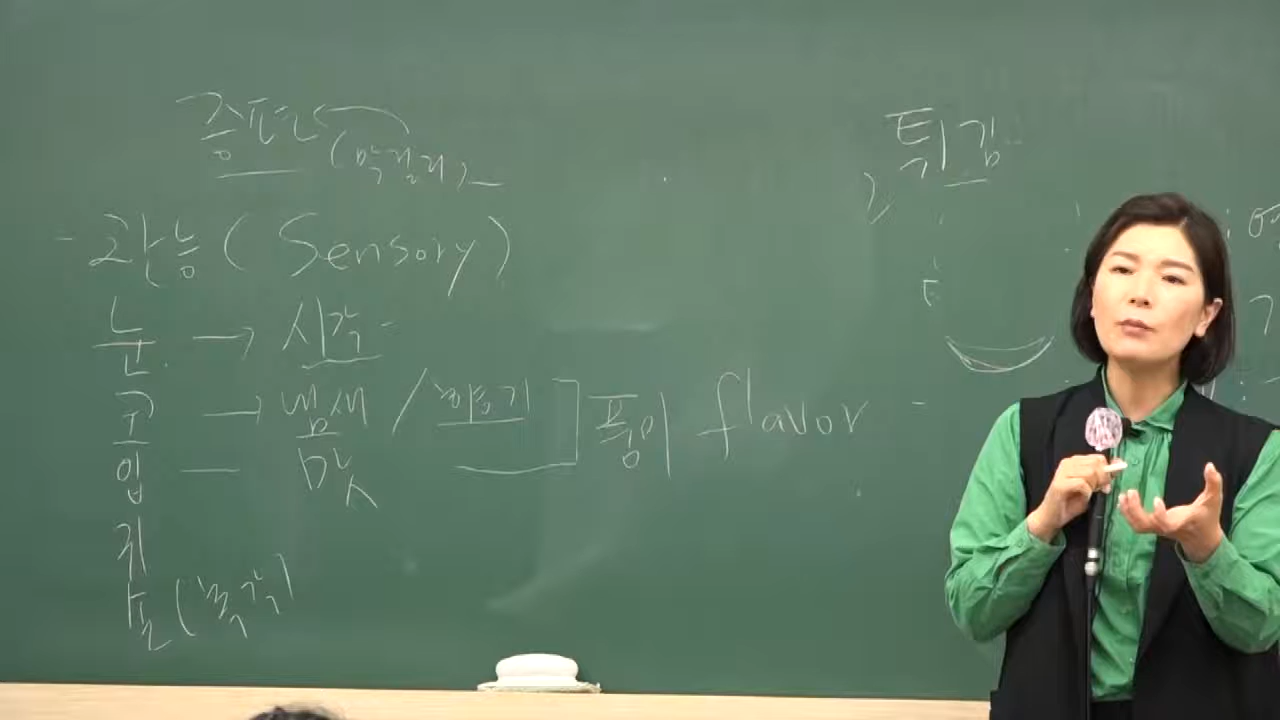 증편 (막걸리)
튀김
- 관능 (Sensory)
눈 → 시각
코 → 냄새 / 향기 ] 풍미 flavor
입 — 맛
귀
손 (촉각)